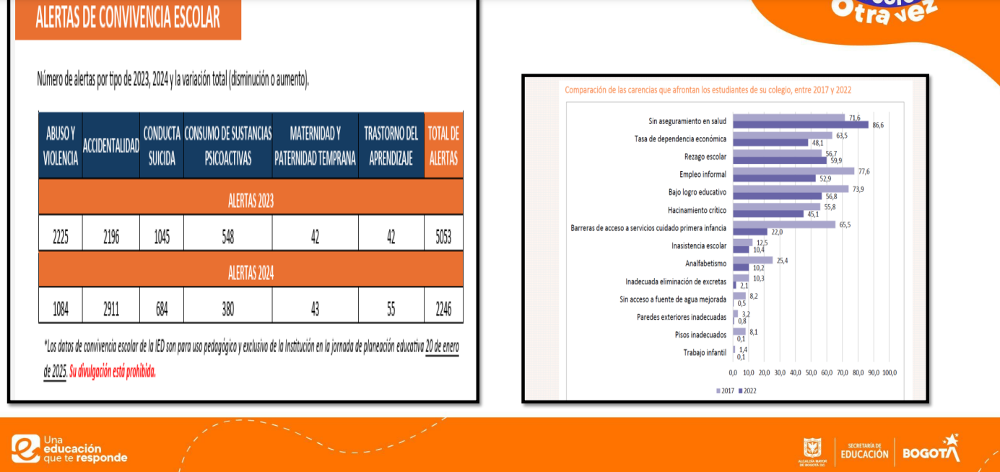 ALERTAS DE CONVIVENCIA ESCOLAR
Número de alertas por tipo de 2023, 2024 y la variación total (disminución o aumento).
ABUSO Y VIOLENCIA ACCIDENTALIDAD CONDUCTA SUICIDA CONSUMO DE SUSTANCIAS PSICOACTIVAS MATERNIDAD Y PATERNIDAD TEMPRANA TRASTORNO DEL APRENDIZAJE TOTAL DE ALERTAS
ALERTAS 2023
2225 2196 1045 548 42 42 5053
ALERTAS 2024
1084 2911 684 380 43 55 2246
*Los datos de convivencia escolar de la IED son para uso pedagógico y exclusivo de la Institución en la jornada de planeación educativa 20 de enero
de 2025. Su divulgación está prohibida.
Otra vez
Comparación de las carencias que afrontan los estudiantes de su colegio, entre 2017 y 2022
Sin aseguramiento en salud 71,6 86,6
Tasa de dependencia económica 63,5 48,1
Rezago escolar 56,7 59,9
Empleo informal 77,6 52,9
Bajo logro educativo 73,9 56,8
Hacinamiento crítico 55,8 45,1
Barreras de acceso a servicios cuidado primera infancia 65,5 22,0
Inasistencia escolar 12,5 10,4
Analfabetismo 25,4 10,2
Inadecuada eliminación de excretas 10,3 2,1
Sin acceso a fuente de agua mejorada 8,2 0,5
Paredes exteriores inadecuadas 3,2 0,8
Pisos inadecuados 8,1 0,1
Trabajo infantil 1,4 0,1
0,0 10,0 20,0 30,0 40,0 50,0 60,0 70,0 80,0 90,0 100,0
2017 2022
Una
educación
que te responde
ALCALDÍA MAYOR
DE BOGOTÁ D.C.
SECRETARÍA DE
EDUCACIÓN
BOGOTÁ